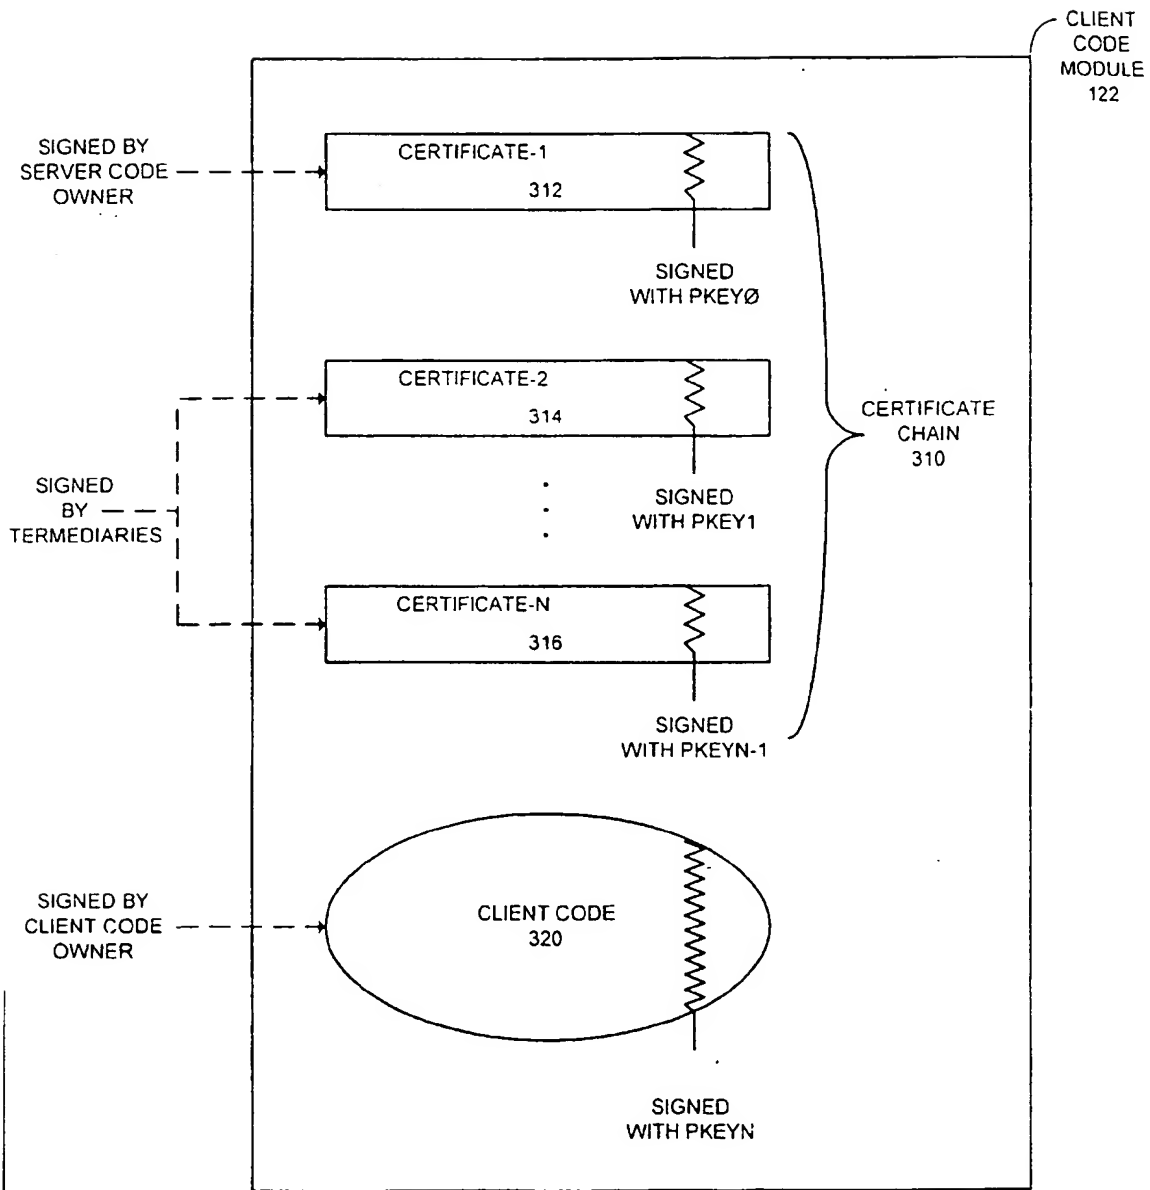 CLIENT
CODE
MODULE
122
SIGNED BY
SERVER CODE
OWNER
CERTIFICATE-1
312
SIGNED
WITH PKEYØ
CERTIFICATE-2
314
SIGNED
WITH PKEY1
CERTIFICATE
CHAIN
310
SIGNED
BY
TERMEDIARIES
CERTIFICATE-N
316
SIGNED
WITH PKEYN-1
SIGNED BY
CLIENT CODE
OWNER
CLIENT CODE
320
SIGNED
WITH PKEYN